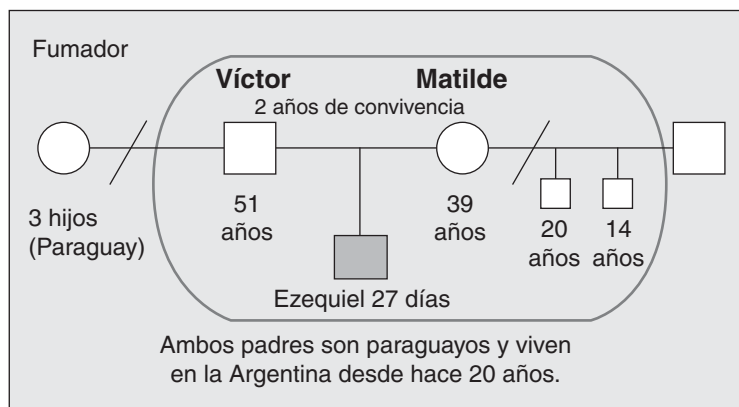 Fumador
Víctor
Matilde
2 años de convivencia
3 hijos
(Paraguay)
51
años
39
años
20
años
14
años
Ezequiel 27 días
Ambos padres son paraguayos y viven
en la Argentina desde hace 20 años.